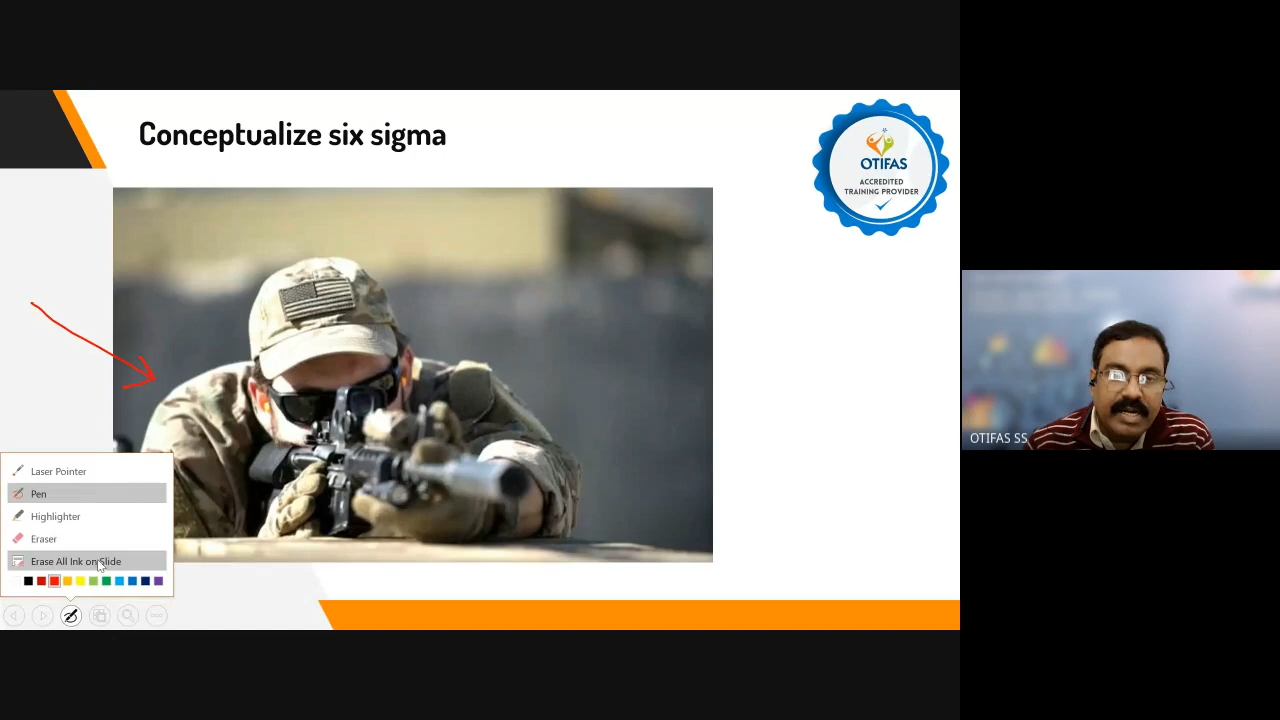 Conceptualize six sigma
OTIFAS
ACCREDITED
TRAINING PROVIDER
Laser Pointer
Pen
Highlighter
Eraser
Erase All Ink on Slide
OTIFAS SS